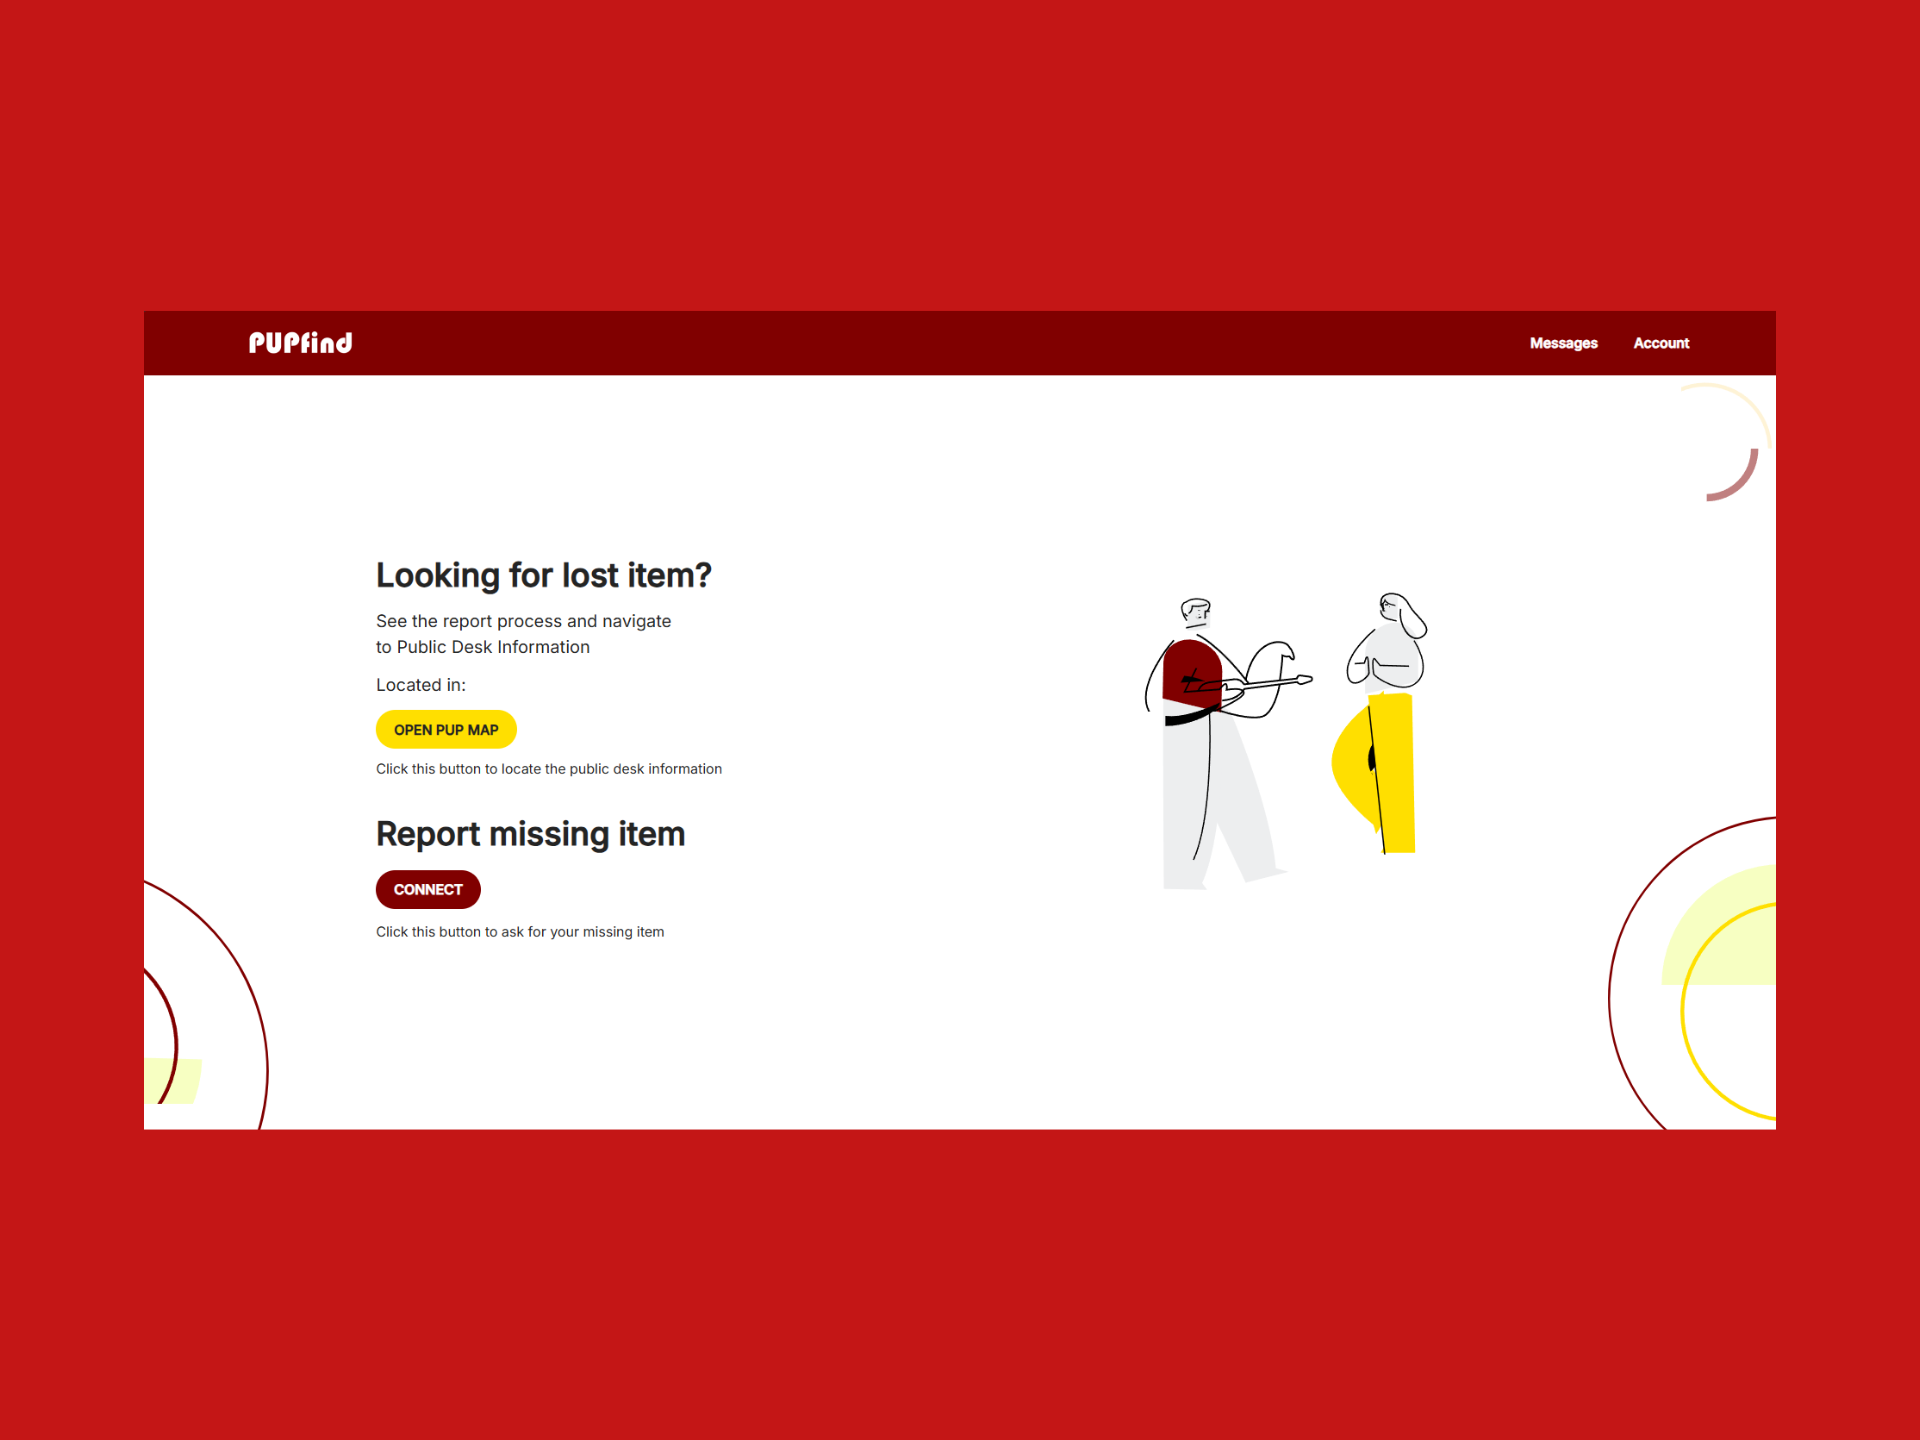 PUPfind
Messages
Account
Looking for lost item?
See the report process and navigate
to Public Desk Information
Located in:
OPEN PUP MAP
Click this button to locate the public desk information
Report missing item
CONNECT
Click this button to ask for your missing item